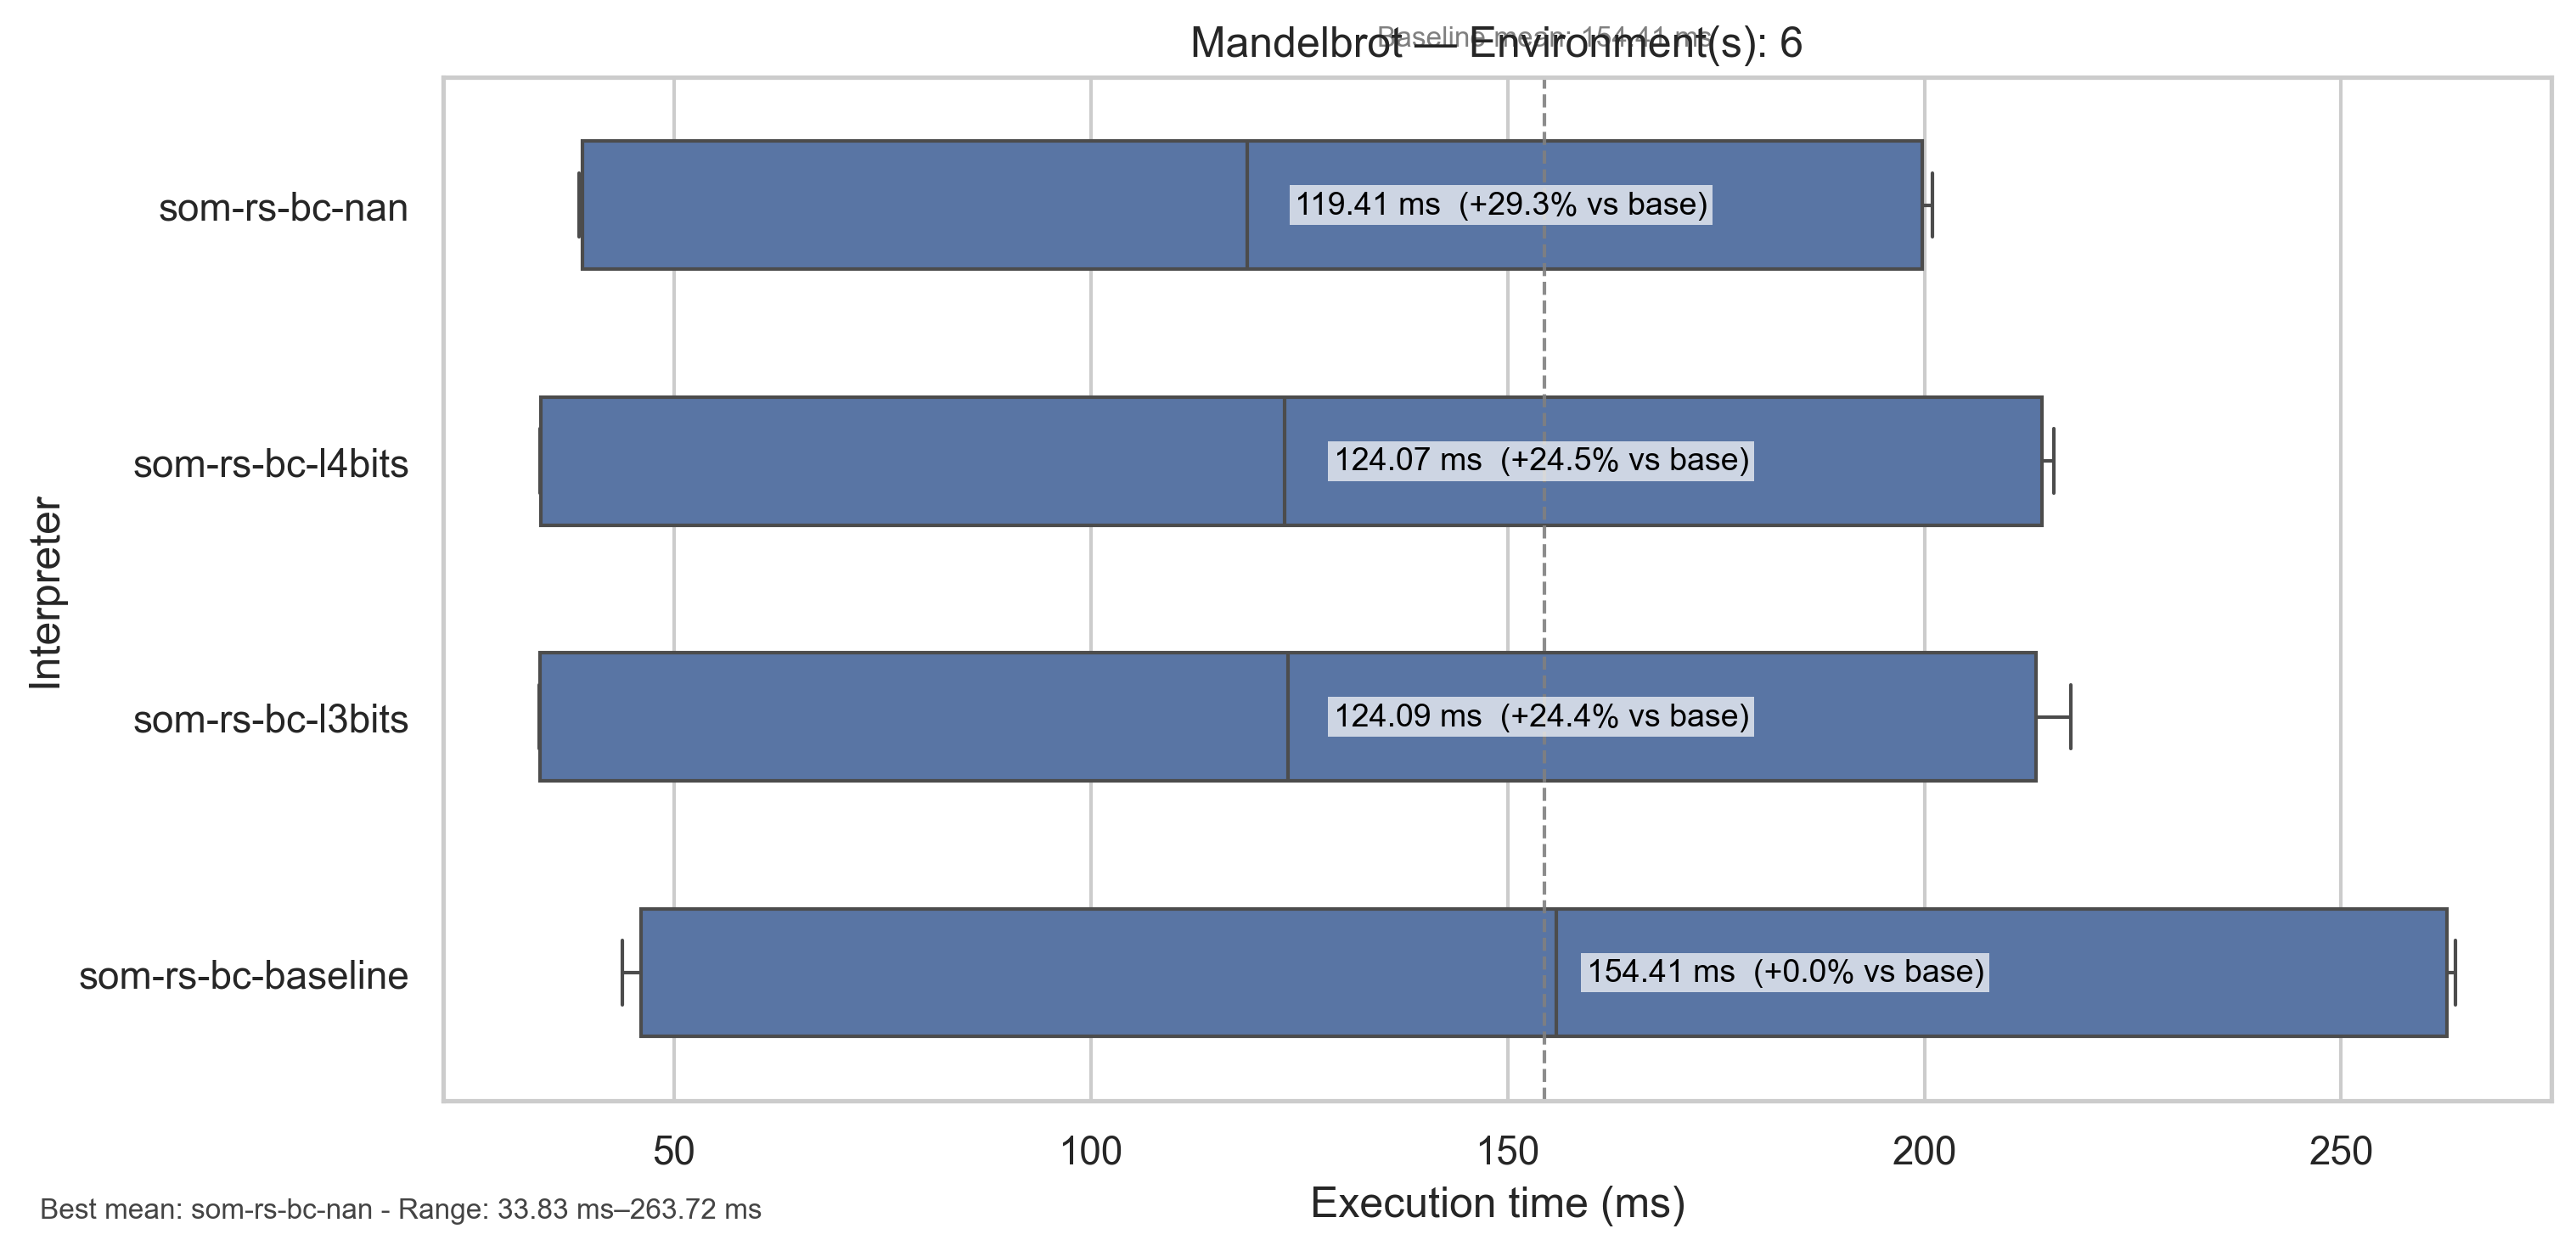 Baseline mean: 154.41 ms
Mandelbrot — Environment(s): 6
som-rs-bc-nan
119.41 ms (+29.3% vs base)
som-rs-bc-l4bits
124.07 ms (+24.5% vs base)
som-rs-bc-l3bits
124.09 ms (+24.4% vs base)
som-rs-bc-baseline
154.41 ms (+0.0% vs base)
Interpreter
50 100 150 200 250
Execution time (ms)
Best mean: som-rs-bc-nan - Range: 33.83 ms–263.72 ms